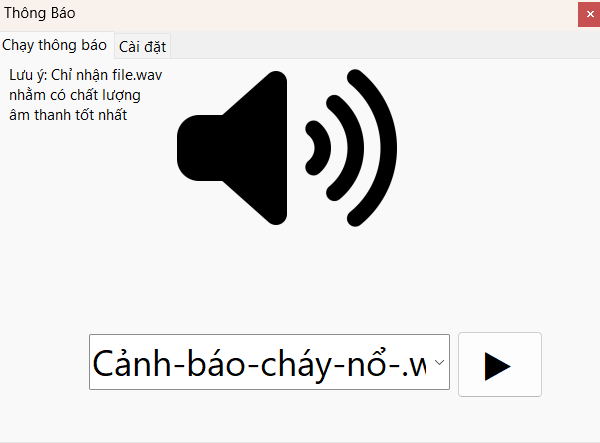 Thông Báo
Chạy thông báo
Cài đặt
Lưu ý: Chỉ nhận file.wav
nhằm có chất lượng
âm thanh tốt nhất
Cảnh-báo-cháy-nổ-.w